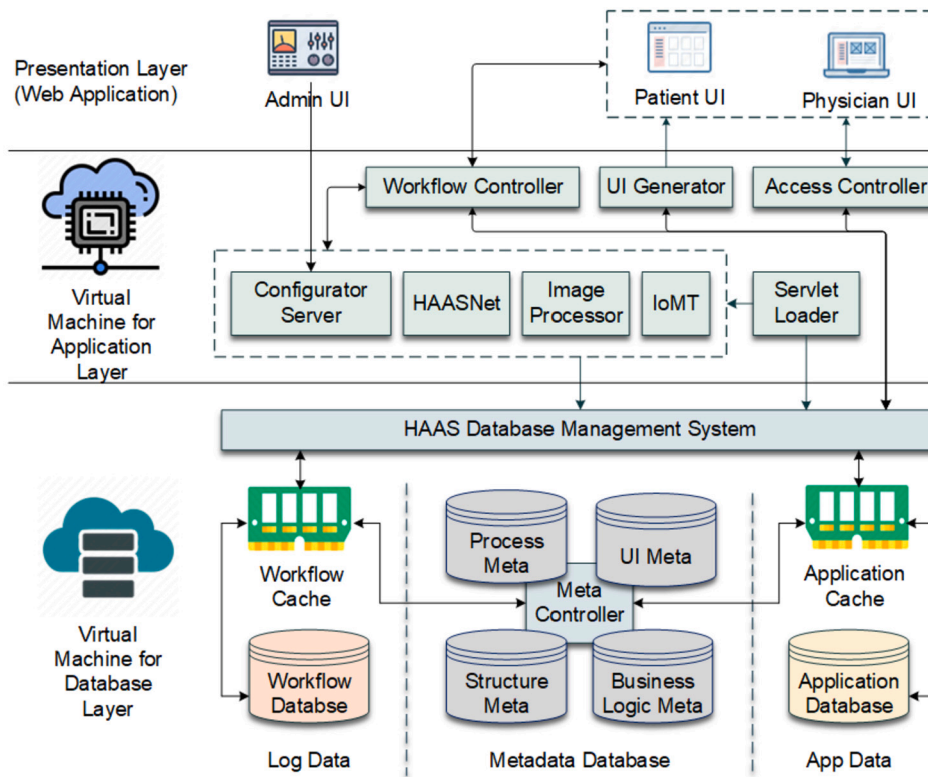 Presentation Layer
(Web Application)
Admin UI
Patient UI
Physician UI
Workflow Controller
UI Generator
Access Controller
Virtual
Machine for
Application
Layer
Configurator
Server
HAASNet
Image
Processor
IoMT
Servlet
Loader
HAAS Database Management System
Virtual
Machine for
Database
Layer
Workflow
Cache
Process
Meta
UI Meta
Meta
Controller
Application
Cache
Workflow
Databse
Structure
Meta
Business
Logic Meta
Application
Database
Log Data
Metadata Database
App Data